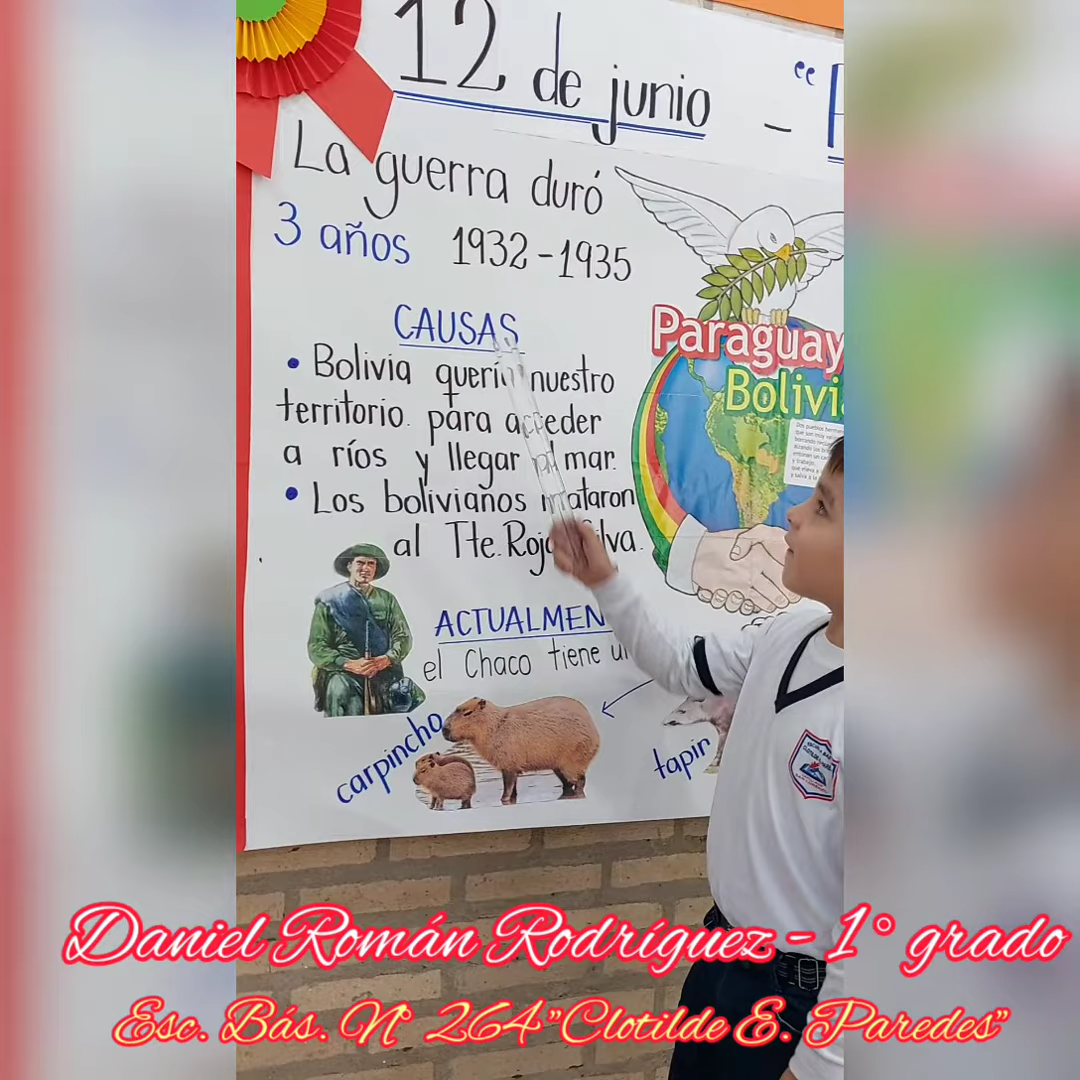 12 de junio - "P
La guerra duró
3 años 1932-1935
CAUSAS
• Bolivia quería nuestro
territorio. para acceder
a ríos y llegar al mar.
• Los bolivianos mataron
al Tte. Rojas Silva.
Paraguay
Bolivi
ACTUALMEN
el Chaco tiene u
carpincho
tapir
Daniel Román Rodríguez - 1° grado
Esc. Bás. N° 264 "Clotilde E. Paredes"